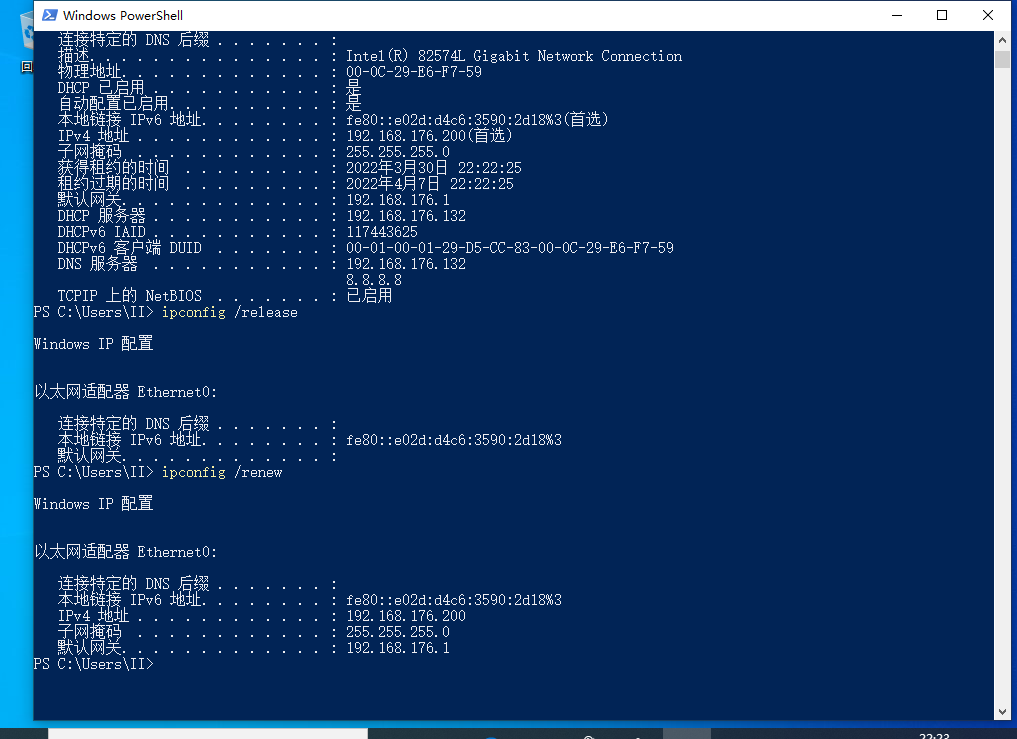 Windows PowerShell
连接特定的 DNS 后缀 . . . . . . . :
描述. . . . . . . . . . . . . . . : Intel(R) 82574L Gigabit Network Connection
物理地址. . . . . . . . . . . . . : 00-0C-29-E6-F7-59
DHCP 已启用 . . . . . . . . . . . : 是
自动配置已启用. . . . . . . . . . : 是
本地链接 IPv6 地址. . . . . . . . : fe80::e02d:d4c6:3590:2d18%3(首选)
IPv4 地址 . . . . . . . . . . . . : 192.168.176.200(首选)
子网掩码 . . . . . . . . . . . . : 255.255.255.0
获得租约的时间 . . . . . . . . . : 2022年3月30日 22:22:25
租约过期的时间 . . . . . . . . . : 2022年4月7日 22:22:25
默认网关. . . . . . . . . . . . . : 192.168.176.1
DHCP 服务器 . . . . . . . . . . . : 192.168.176.132
DHCPv6 IAID . . . . . . . . . . . : 117443625
DHCPv6 客户端 DUID . . . . . . . : 00-01-00-01-29-D5-CC-83-00-0C-29-E6-F7-59
DNS 服务器 . . . . . . . . . . . : 192.168.176.132
8.8.8.8
TCPIP 上的 NetBIOS . . . . . . . : 已启用
PS C:\Users\II> ipconfig /release
Windows IP 配置
以太网适配器 Ethernet0:
连接特定的 DNS 后缀 . . . . . . . :
本地链接 IPv6 地址. . . . . . . . : fe80::e02d:d4c6:3590:2d18%3
默认网关. . . . . . . . . . . . . :
PS C:\Users\II> ipconfig /renew
Windows IP 配置
以太网适配器 Ethernet0:
连接特定的 DNS 后缀 . . . . . . . :
本地链接 IPv6 地址. . . . . . . . : fe80::e02d:d4c6:3590:2d18%3
IPv4 地址 . . . . . . . . . . . . : 192.168.176.200
子网掩码 . . . . . . . . . . . . : 255.255.255.0
默认网关. . . . . . . . . . . . . : 192.168.176.1
PS C:\Users\II>
回
22:23